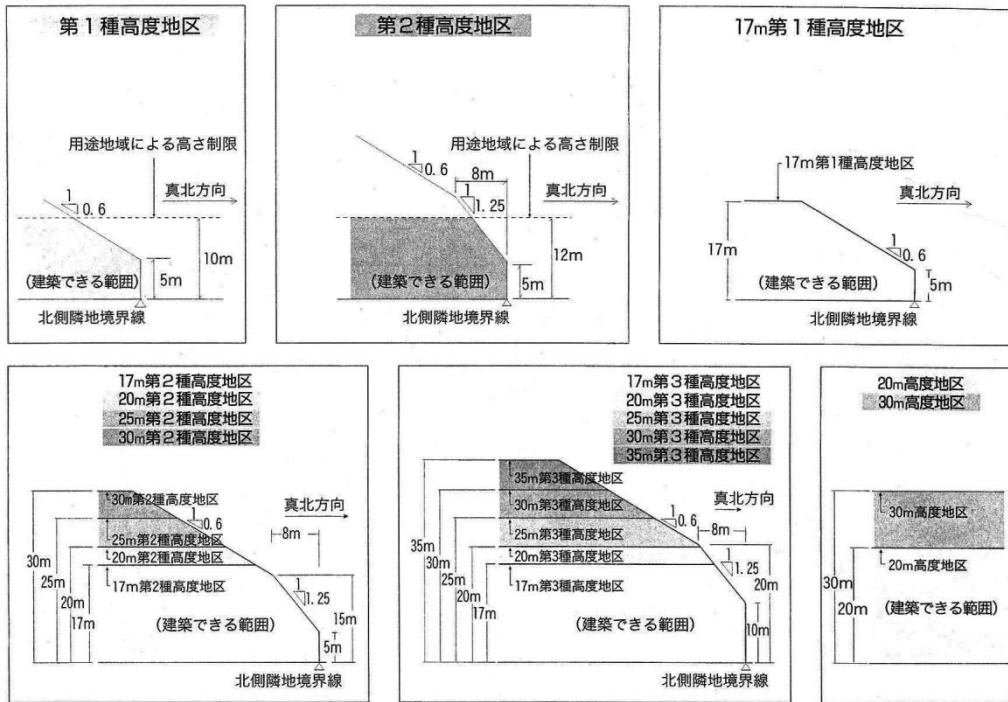 第1種高度地区
用途地域による高さ制限
1
0.6
真北方向
10m
5m
(建築できる範囲)
北側隣地境界線
第2種高度地区
用途地域による高さ制限
1
0.6
8m
1
1.25
真北方向
12m
5m
(建築できる範囲)
北側隣地境界線
17m第1種高度地区
17m第1種高度地区
真北方向
1
0.6
17m
5m
(建築できる範囲)
北側隣地境界線
17m第2種高度地区
20m第2種高度地区
25m第2種高度地区
30m第2種高度地区
30m第2種高度地区
25m第2種高度地区
20m第2種高度地区
17m第2種高度地区
1
0.6
真北方向
8m
1
1.25
30m
25m
20m
17m
15m
5m
(建築できる範囲)
北側隣地境界線
17m第3種高度地区
20m第3種高度地区
25m第3種高度地区
30m第3種高度地区
35m第3種高度地区
35m第3種高度地区
30m第3種高度地区
25m第3種高度地区
20m第3種高度地区
17m第3種高度地区
真北方向
1
0.6
8m
1
1.25
35m
30m
25m
20m
17m
20m
10m
(建築できる範囲)
北側隣地境界線
20m高度地区
30m高度地区
30m高度地区
20m高度地区
30m
20m
(建築できる範囲)